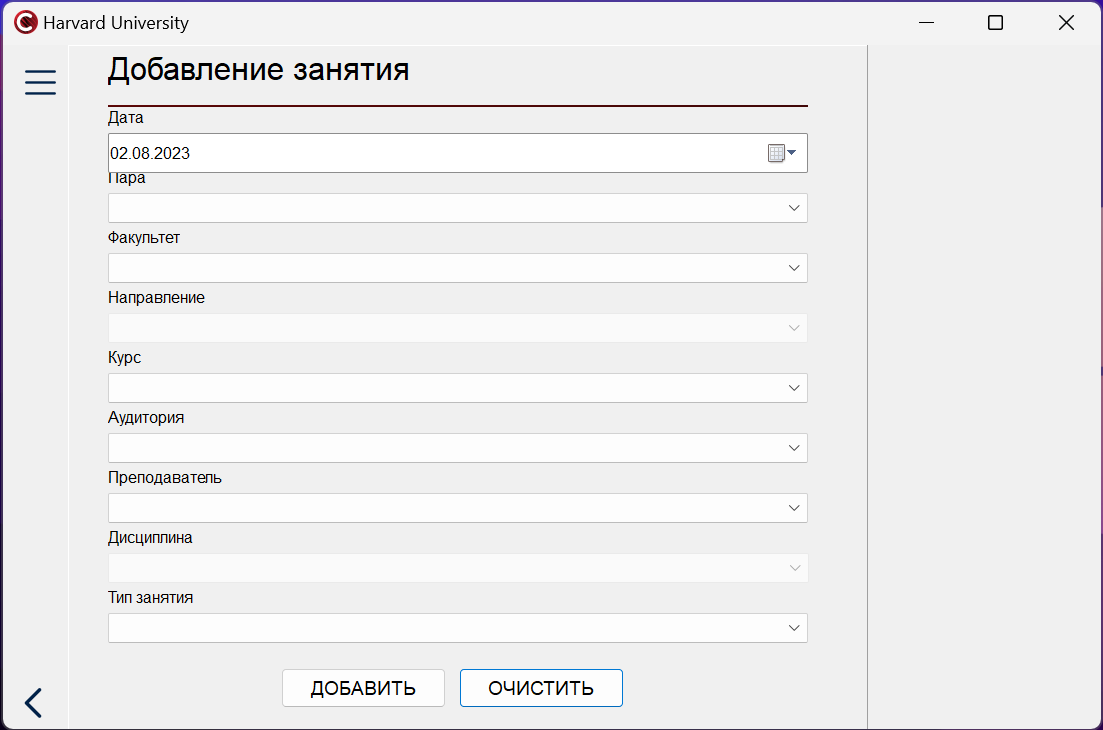 Harvard University
Добавление занятия
Дата
02.08.2023
Пара
Факультет
Направление
Курс
Аудитория
Преподаватель
Дисциплина
Тип занятия
ДОБАВИТЬ
ОЧИСТИТЬ